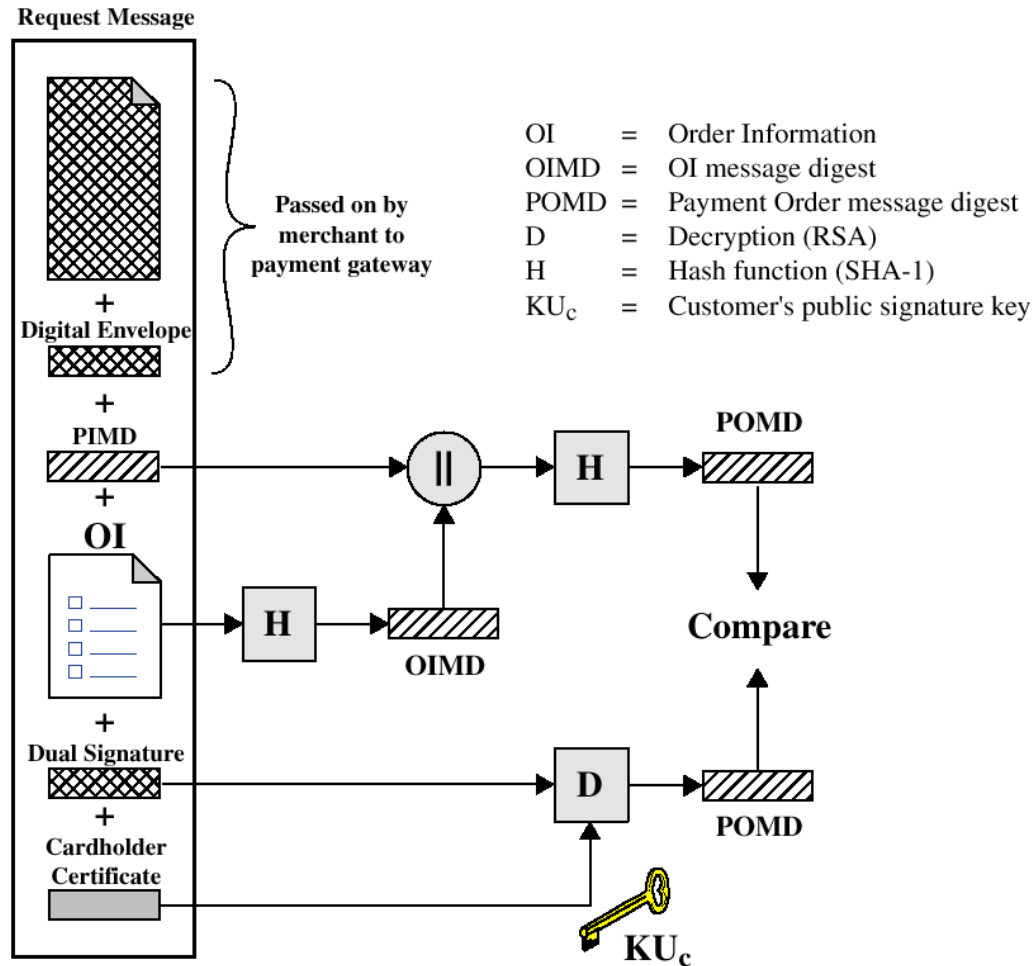 Request Message
Passed on by
merchant to
payment gateway
OI = Order Information
OIMD = OI message digest
POMD = Payment Order message digest
D = Decryption (RSA)
H = Hash function (SHA-1)
KUc = Customer's public signature key
+
Digital Envelope
+
PIMD
||
H
POMD
+
OI
H
OIMD
Compare
+
Dual Signature
D
POMD
+
Cardholder
Certificate
KUc